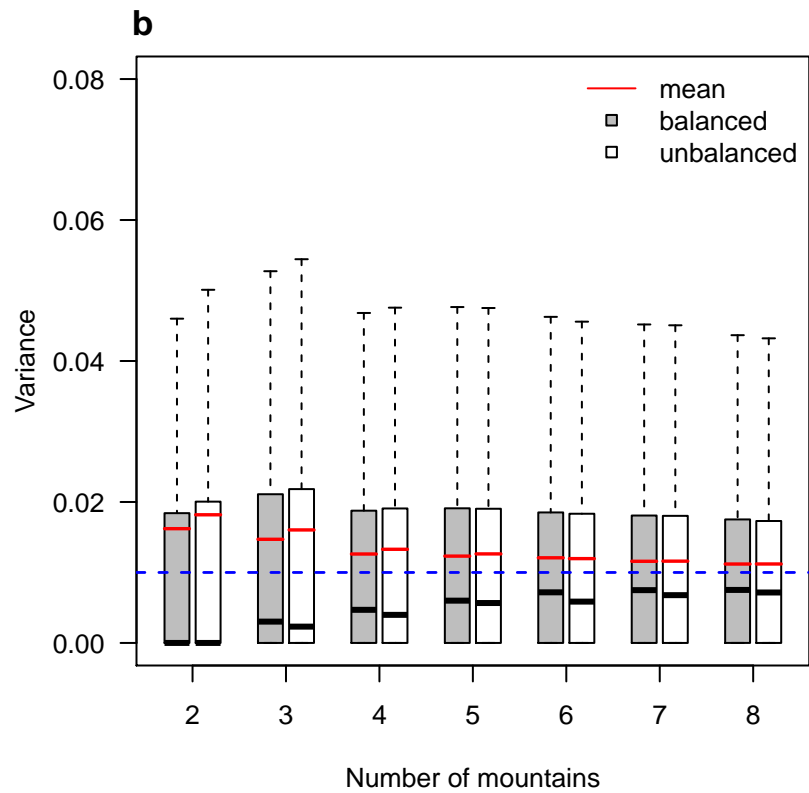 b
mean
balanced
unbalanced
Variance
0.08
0.06
0.04
0.02
0.00
2 3 4 5 6 7 8
Number of mountains